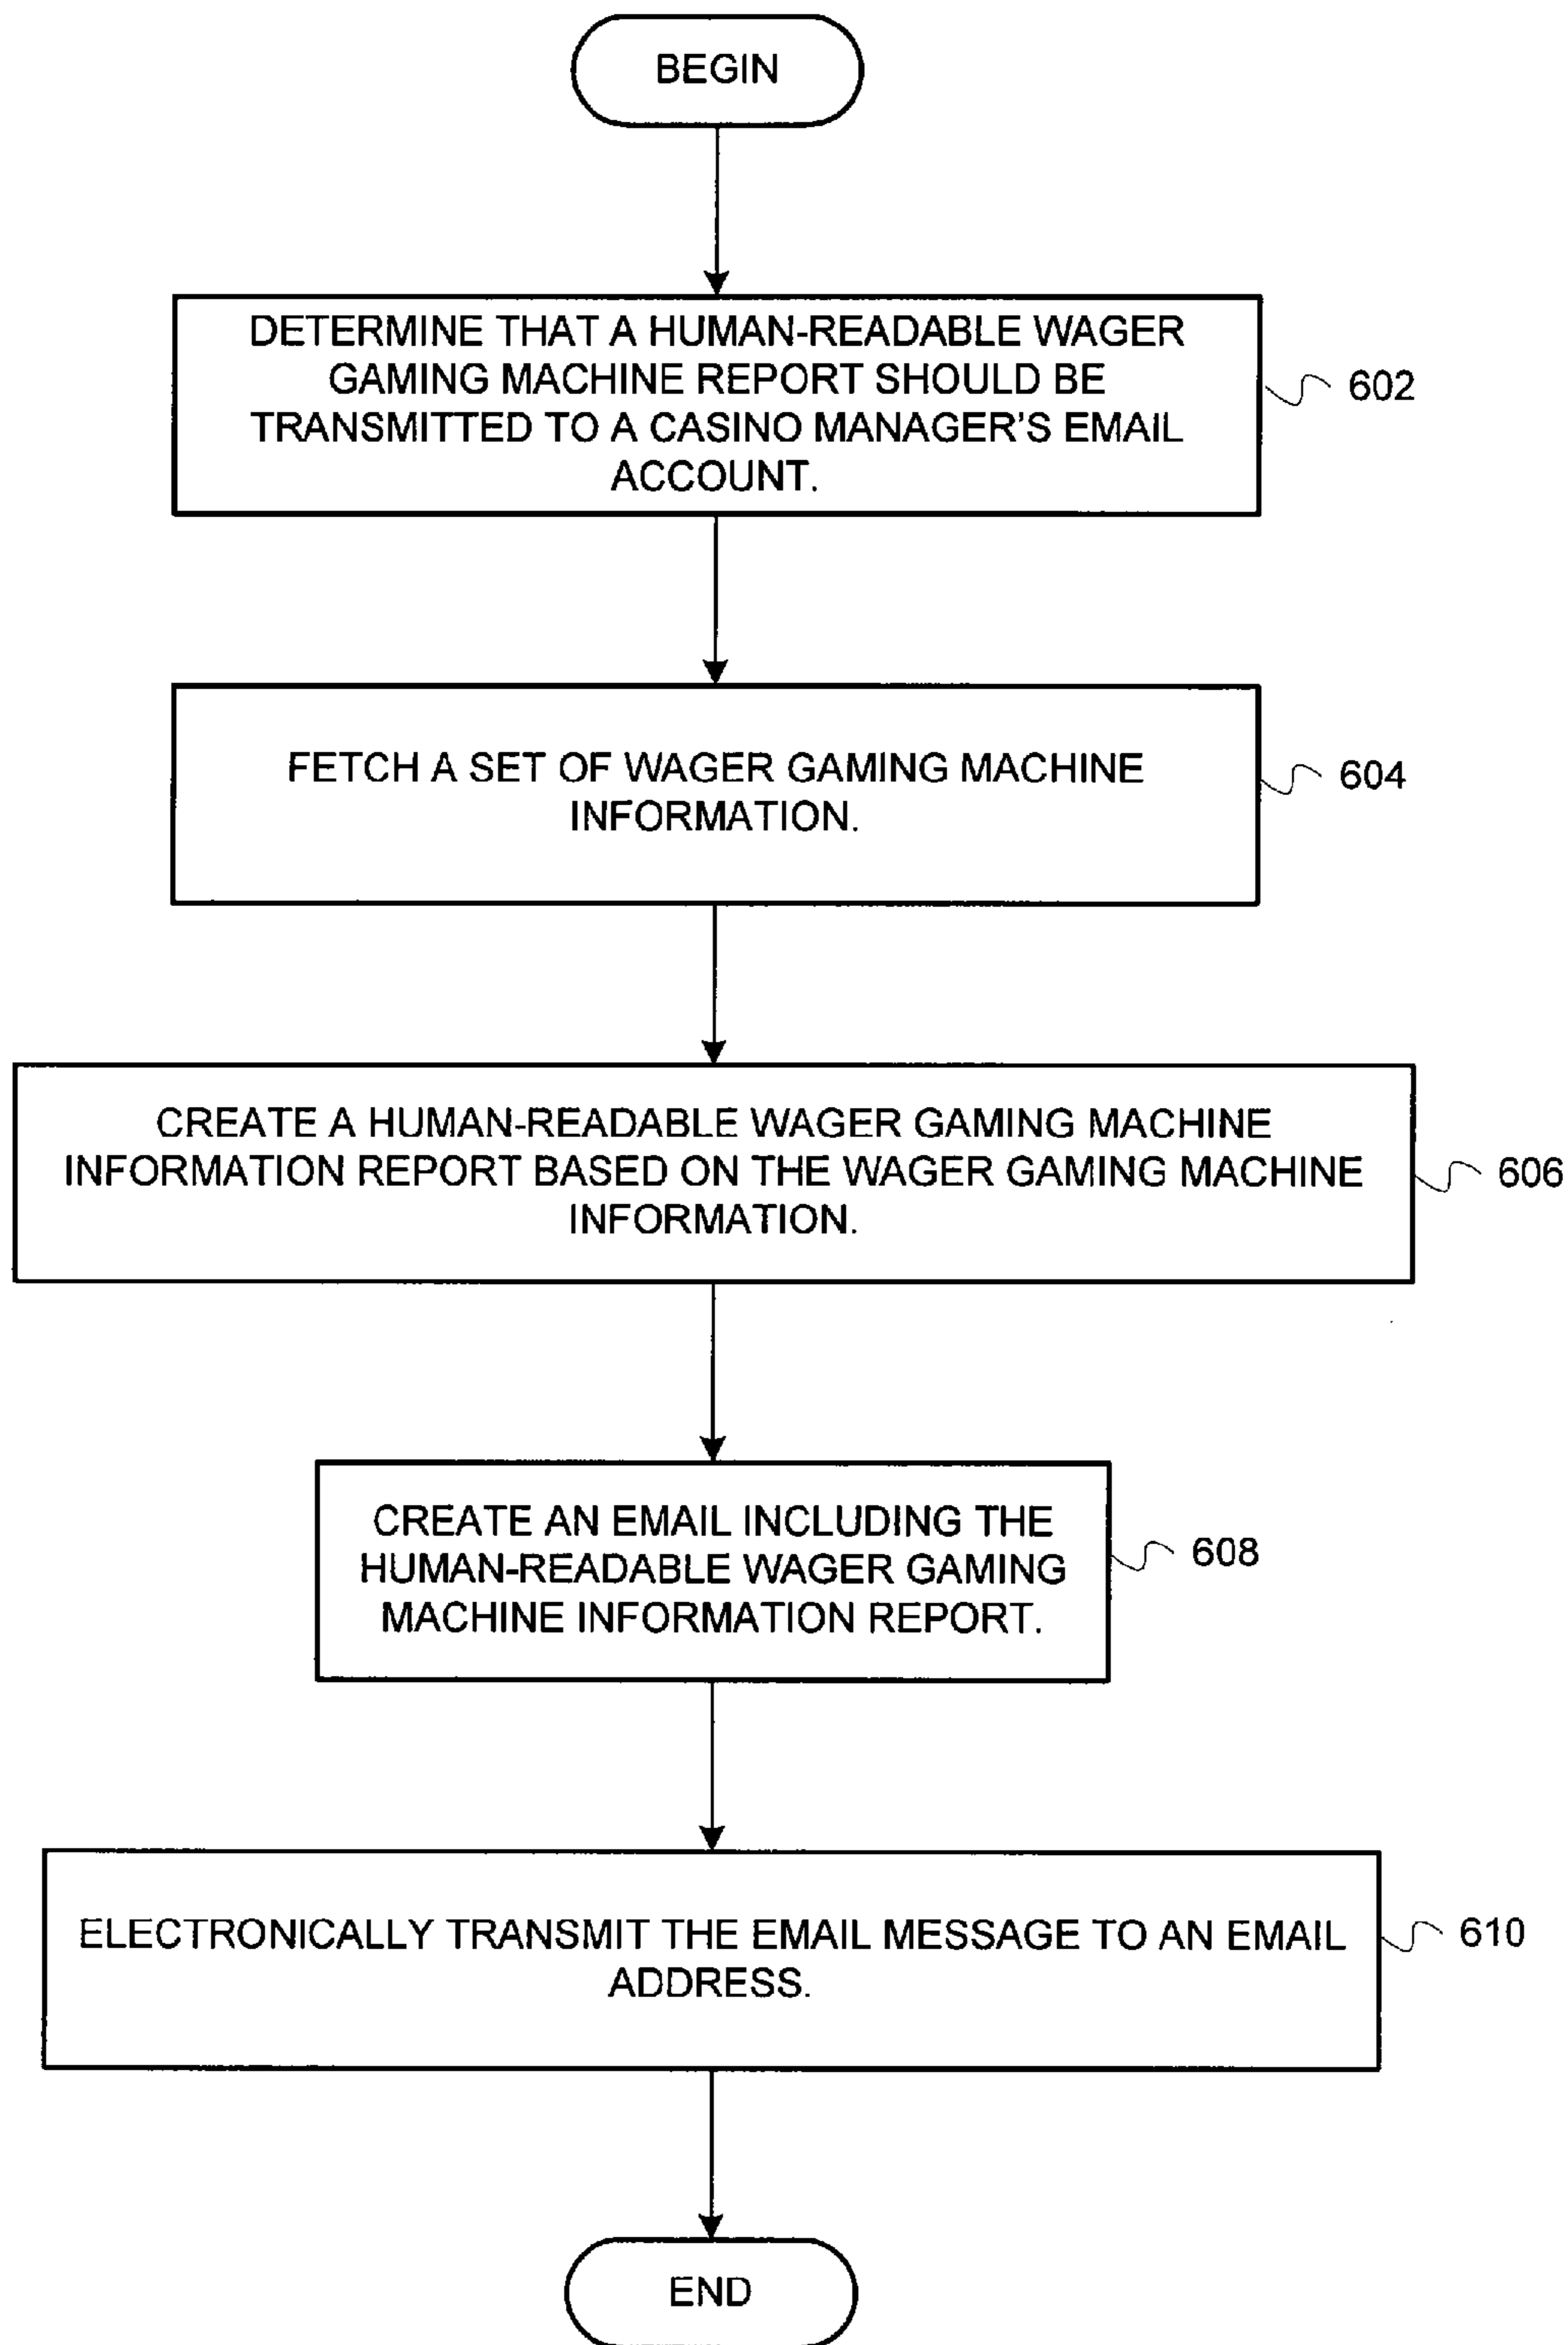 BEGIN
DETERMINE THAT A HUMAN-READABLE WAGER
GAMING MACHINE REPORT SHOULD BE
TRANSMITTED TO A CASINO MANAGER'S EMAIL
ACCOUNT.
602
FETCH A SET OF WAGER GAMING MACHINE
INFORMATION.
604
CREATE A HUMAN-READABLE WAGER GAMING MACHINE
INFORMATION REPORT BASED ON THE WAGER GAMING MACHINE
INFORMATION.
606
CREATE AN EMAIL INCLUDING THE
HUMAN-READABLE WAGER GAMING
MACHINE INFORMATION REPORT.
608
ELECTRONICALLY TRANSMIT THE EMAIL MESSAGE TO AN EMAIL
ADDRESS.
610
END